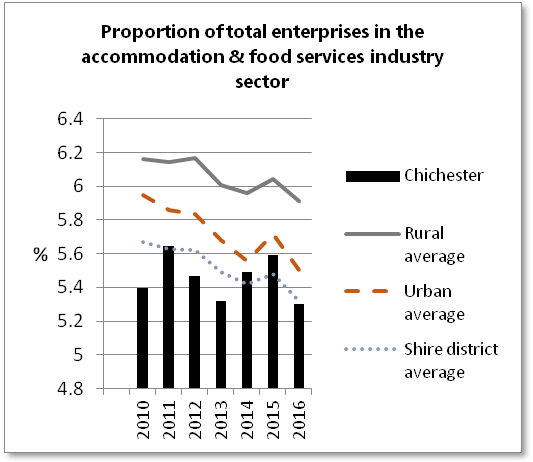 Proportion of total enterprises in the
accommodation & food services industry
sector
6.4
6.2
6
5.8
5.6
5.4
5.2
5
4.8
%
2010
2011
2012
2013
2014
2015
2016
Chichester
Rural
average
Urban
average
Shire district
average